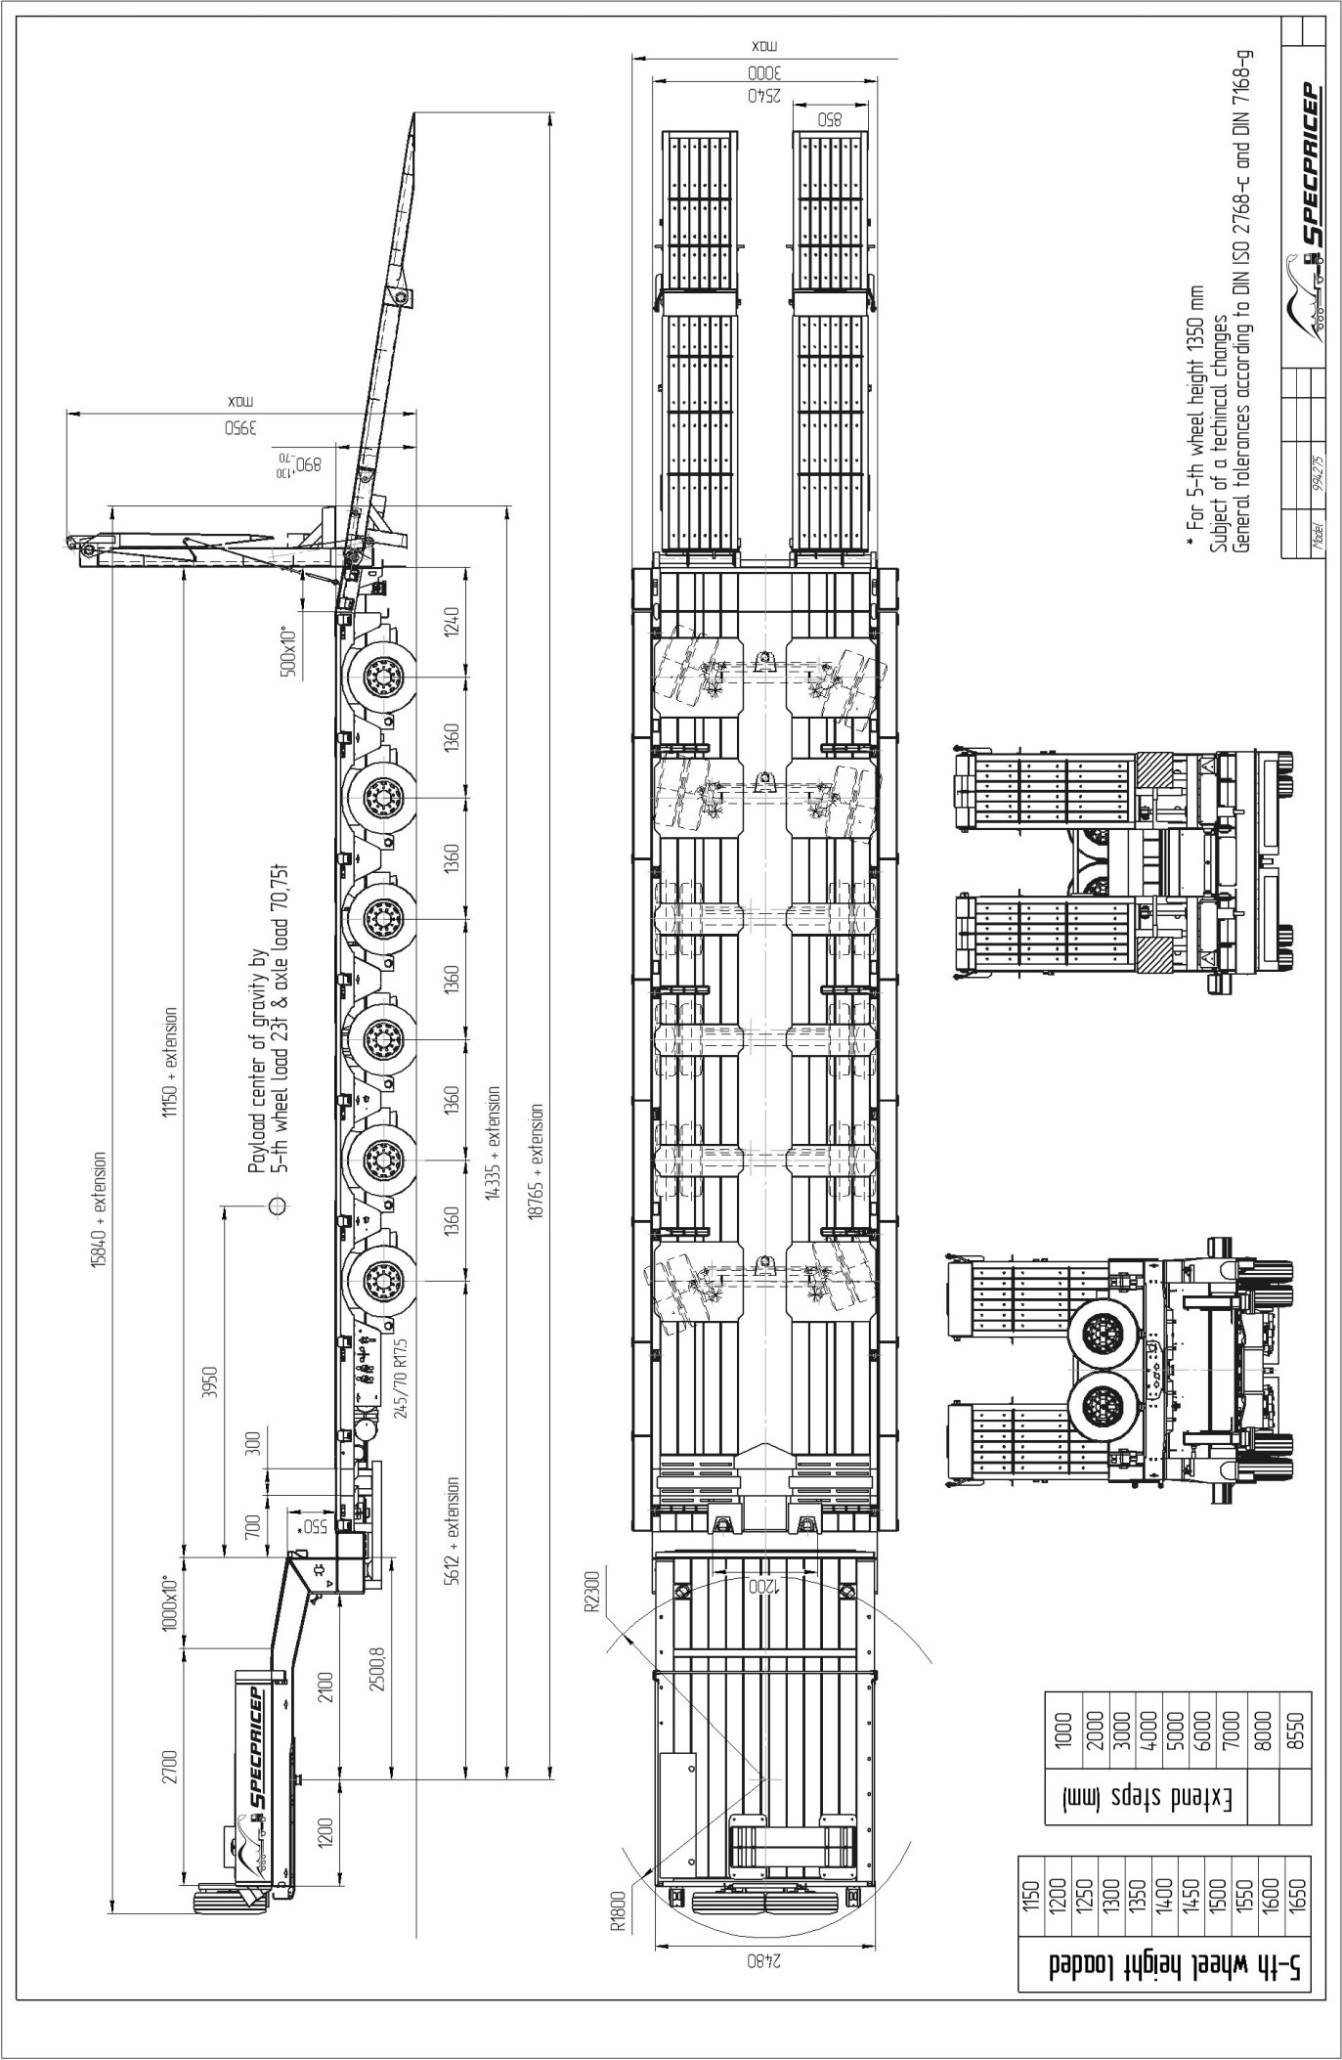 15840 + extension
11150 + extension
3950
Payload center of gravity by
5-th wheel load 23t & axle load 70,75t
3950
max
890 +130 -70
500x10°
2700
1000x10°
700
300
550*
SPECPRICEP
245/70 R17.5
1200
2100
2500,8
5612 + extension
1360
1360
1360
1360
1360
1240
14335 + extension
18765 + extension
R1800
R2300
1200
2480
850
2540
3000
max
5-th wheel height loaded
1150
1200
1250
1300
1350
1400
1450
1500
1550
1600
1650
Extend steps (mm)
1000
2000
3000
4000
5000
6000
7000
8000
8550
* For 5-th wheel height 1350 mm
Subject of a techincal changes
General tolerances according to DIN ISO 2768-c and DIN 7168-g
Model
994275
SPECPRICEP